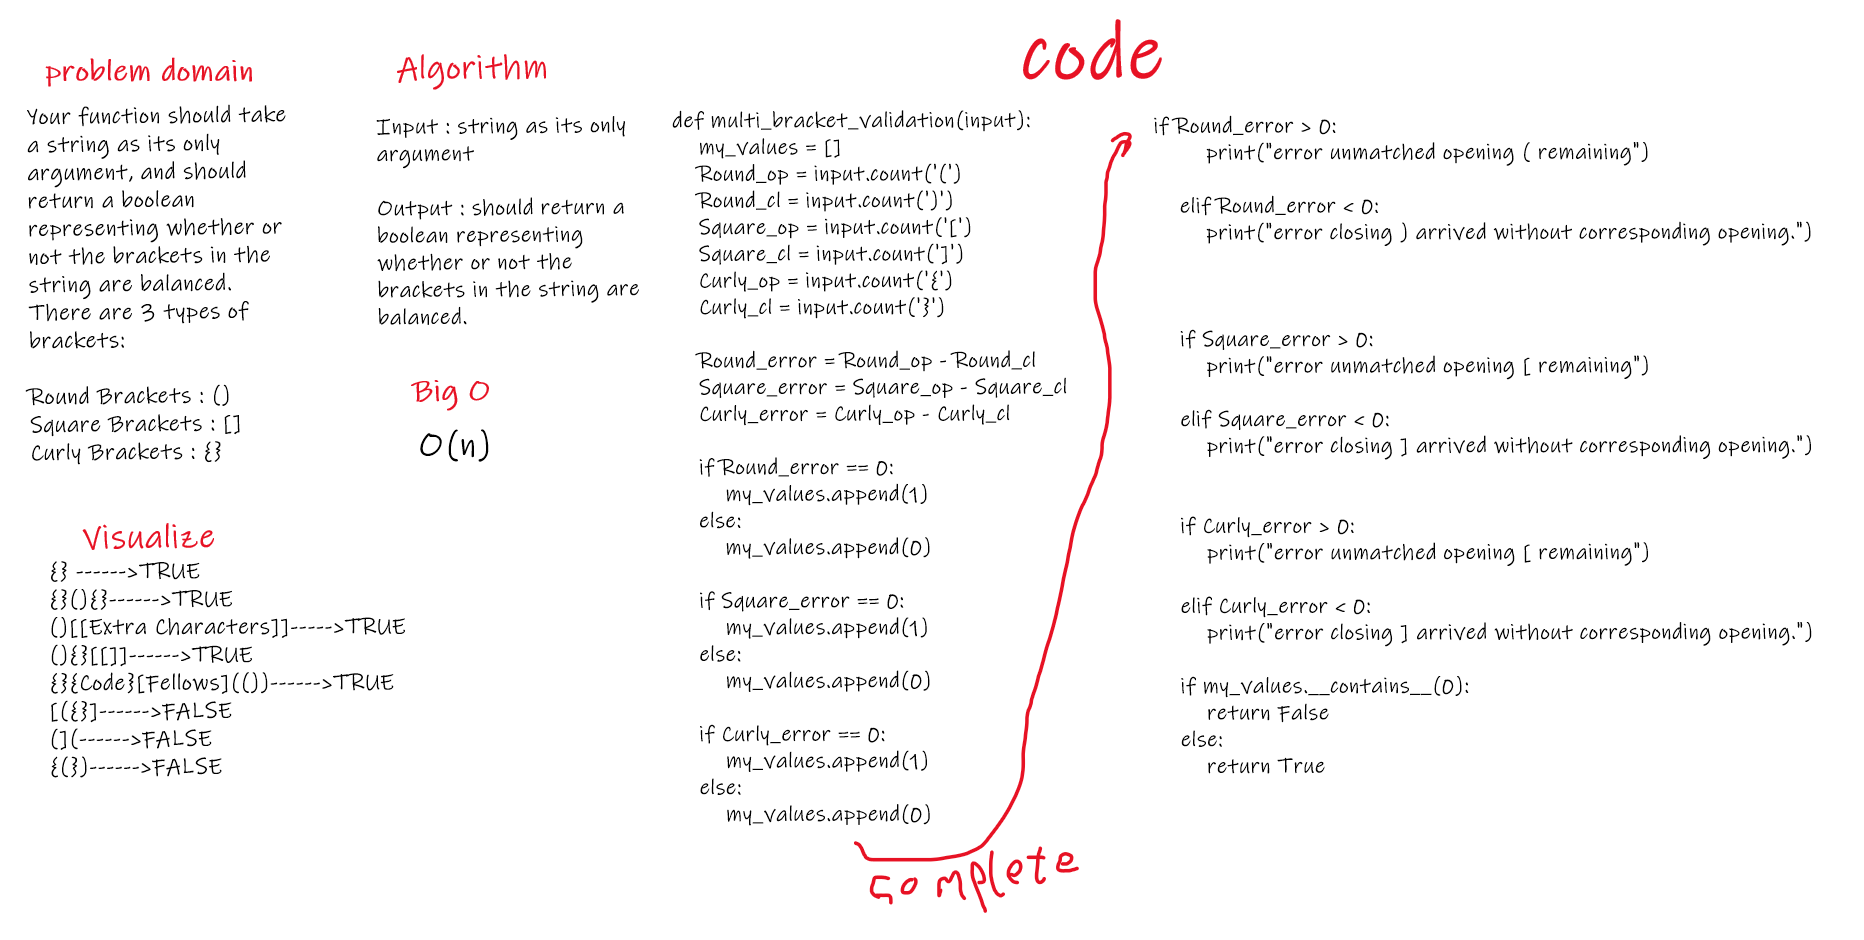 problem domain
Your function should take
a string as its only
argument, and should
return a boolean
representing whether or
not the brackets in the
string are balanced.
There are 3 types of
brackets:
Round Brackets : ()
Square Brackets : []
Curly Brackets : {}
Visualize
{} ------>TRUE
{}(){}------>TRUE
()[[Extra Characters]]----->TRUE
(){}[[]]------>TRUE
{}{Code}[Fellows](())------>TRUE
[({}]------>FALSE
(](------>FALSE
{(})------>FALSE
Algorithm
Input : string as its only
argument
Output : should return a
boolean representing
whether or not the
brackets in the string are
balanced.
Big O
O(n)
code
def multi_bracket_validation(input):
my_values = []
Round_op = input.count('(')
Round_cl = input.count(')')
Square_op = input.count('[')
Square_cl = input.count(']')
Curly_op = input.count('{')
Curly_cl = input.count('}')
Round_error = Round_op - Round_cl
Square_error = Square_op - Square_cl
Curly_error = Curly_op - Curly_cl
if Round_error == 0:
my_values.append(1)
else:
my_values.append(0)
if Square_error == 0:
my_values.append(1)
else:
my_values.append(0)
if Curly_error == 0:
my_values.append(1)
else:
my_values.append(0)
complete
if Round_error > 0:
print("error unmatched opening ( remaining")
elif Round_error < 0:
print("error closing ) arrived without corresponding opening.")
if Square_error > 0:
print("error unmatched opening [ remaining")
elif Square_error < 0:
print("error closing ] arrived without corresponding opening.")
if Curly_error > 0:
print("error unmatched opening [ remaining")
elif Curly_error < 0:
print("error closing ] arrived without corresponding opening.")
if my_values.__contains__(0):
return False
else:
return True